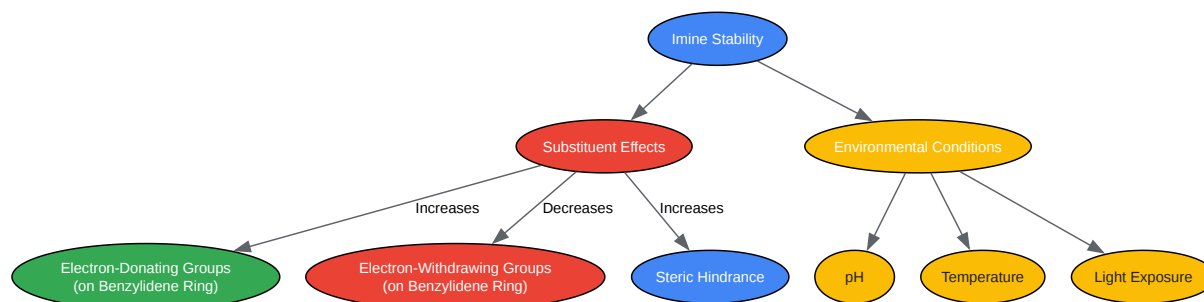 Imine Stability
Substituent Effects
Environmental Conditions
Increases
Decreases
Increases
Electron-Donating Groups
(on Benzylidene Ring)
Electron-Withdrawing Groups
(on Benzylidene Ring)
Steric Hindrance
pH
Temperature
Light Exposure